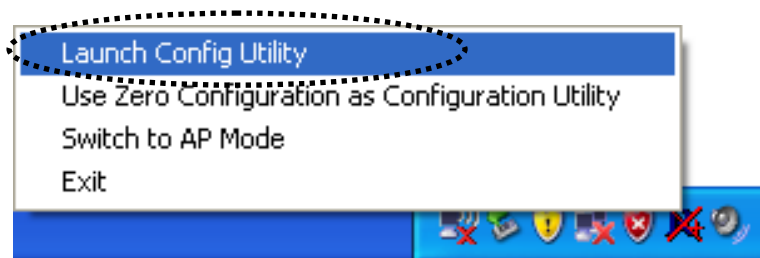 Launch Config Utility
Use Zero Configuration as Configuration Utility
Switch to AP Mode
Exit